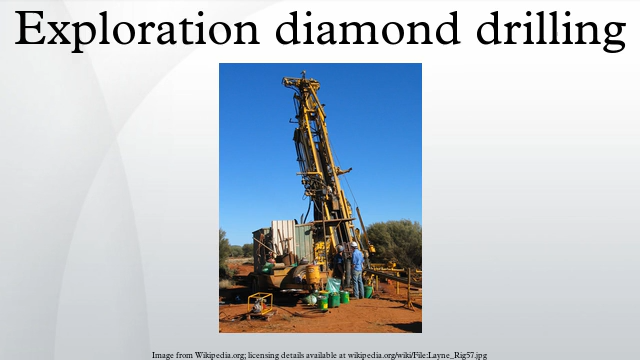 Exploration diamond drilling
Image from Wikipedia.org; licensing details available at wikipedia.org/wiki/File:Layne_Rig57.jpg